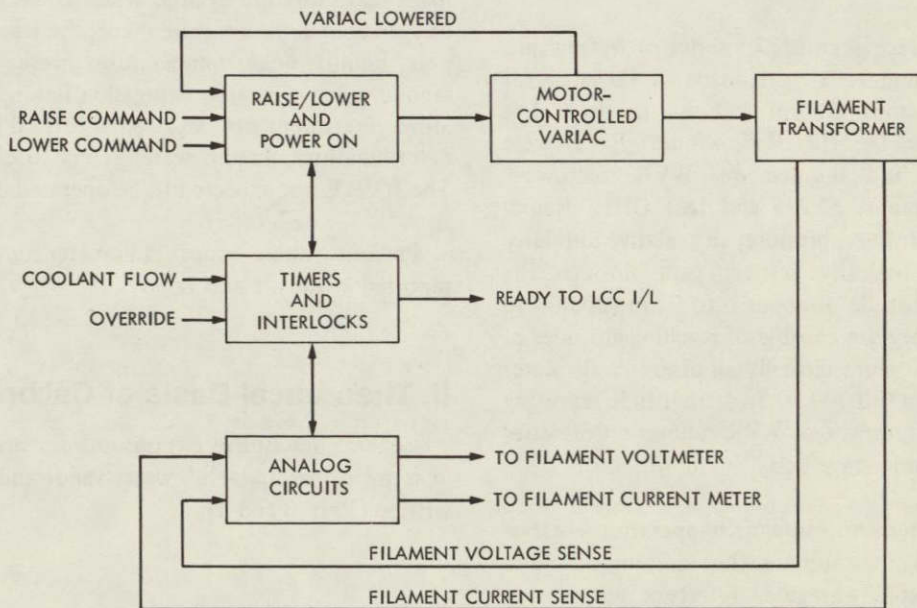 VARIAC LOWERED
RAISE COMMAND
LOWER COMMAND
RAISE/LOWER
AND
POWER ON
MOTOR-
CONTROLLED
VARIAC
FILAMENT
TRANSFORMER
COOLANT FLOW
OVERRIDE
TIMERS
AND
INTERLOCKS
READY TO LCC I/L
ANALOG
CIRCUITS
TO FILAMENT VOLTMETER
TO FILAMENT CURRENT METER
FILAMENT VOLTAGE SENSE
FILAMENT CURRENT SENSE